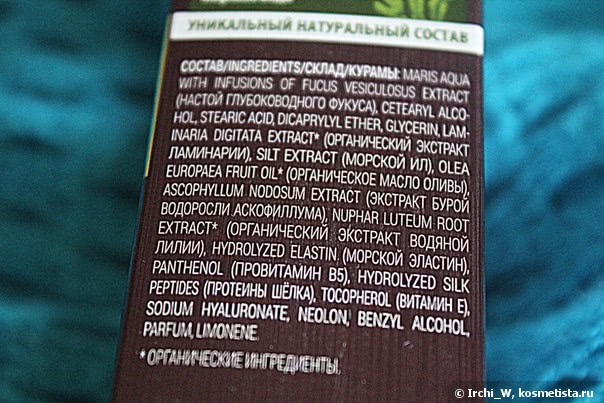 УНИКАЛЬНЫЙ НАТУРАЛЬНЫЙ СОСТАВ
СОСТАВ/INGREDIENTS/СКЛАД/КУРАМЫ: MARIS AQUA
WITH INFUSIONS OF FUCUS VESICULOSUS EXTRACT
(НАСТОЙ ГЛУБОКОВОДНОГО ФУКУСА), CETEARYL ALCO-
HOL, STEARIC ACID, DICAPRYLYL ETHER, GLYCERIN, LAM-
INARIA DIGITATA EXTRACT* (ОРГАНИЧЕСКИЙ ЭКСТРАКТ
ЛАМИНАРИИ), SILT EXTRACT (МОРСКОЙ ИЛ), OLEA
EUROPAEA FRUIT OIL* (ОРГАНИЧЕСКОЕ МАСЛО ОЛИВЫ),
ASCOPHYLLUM NODOSUM EXTRACT (ЭКСТРАКТ БУРОЙ
ВОДОРОСЛИ АСКОФИЛЛУМА), NUPHAR LUTEUM ROOT
EXTRACT* (ОРГАНИЧЕСКИЙ ЭКСТРАКТ ВОДЯНОЙ
ЛИЛИИ), HYDROLYZED ELASTIN (МОРСКОЙ ЭЛАСТИН),
PANTHENOL (ПРОВИТАМИН B5), HYDROLYZED SILK
PEPTIDES (ПРОТЕИНЫ ШЁЛКА), TOCOPHEROL (ВИТАМИН Е),
SODIUM HYALURONATE, NEOLON, BENZYL ALCOHOL,
PARFUM, LIMONENE.
* ОРГАНИЧЕСКИЕ ИНГРЕДИЕНТЫ.
© Irchi_W, kosmetista.ru